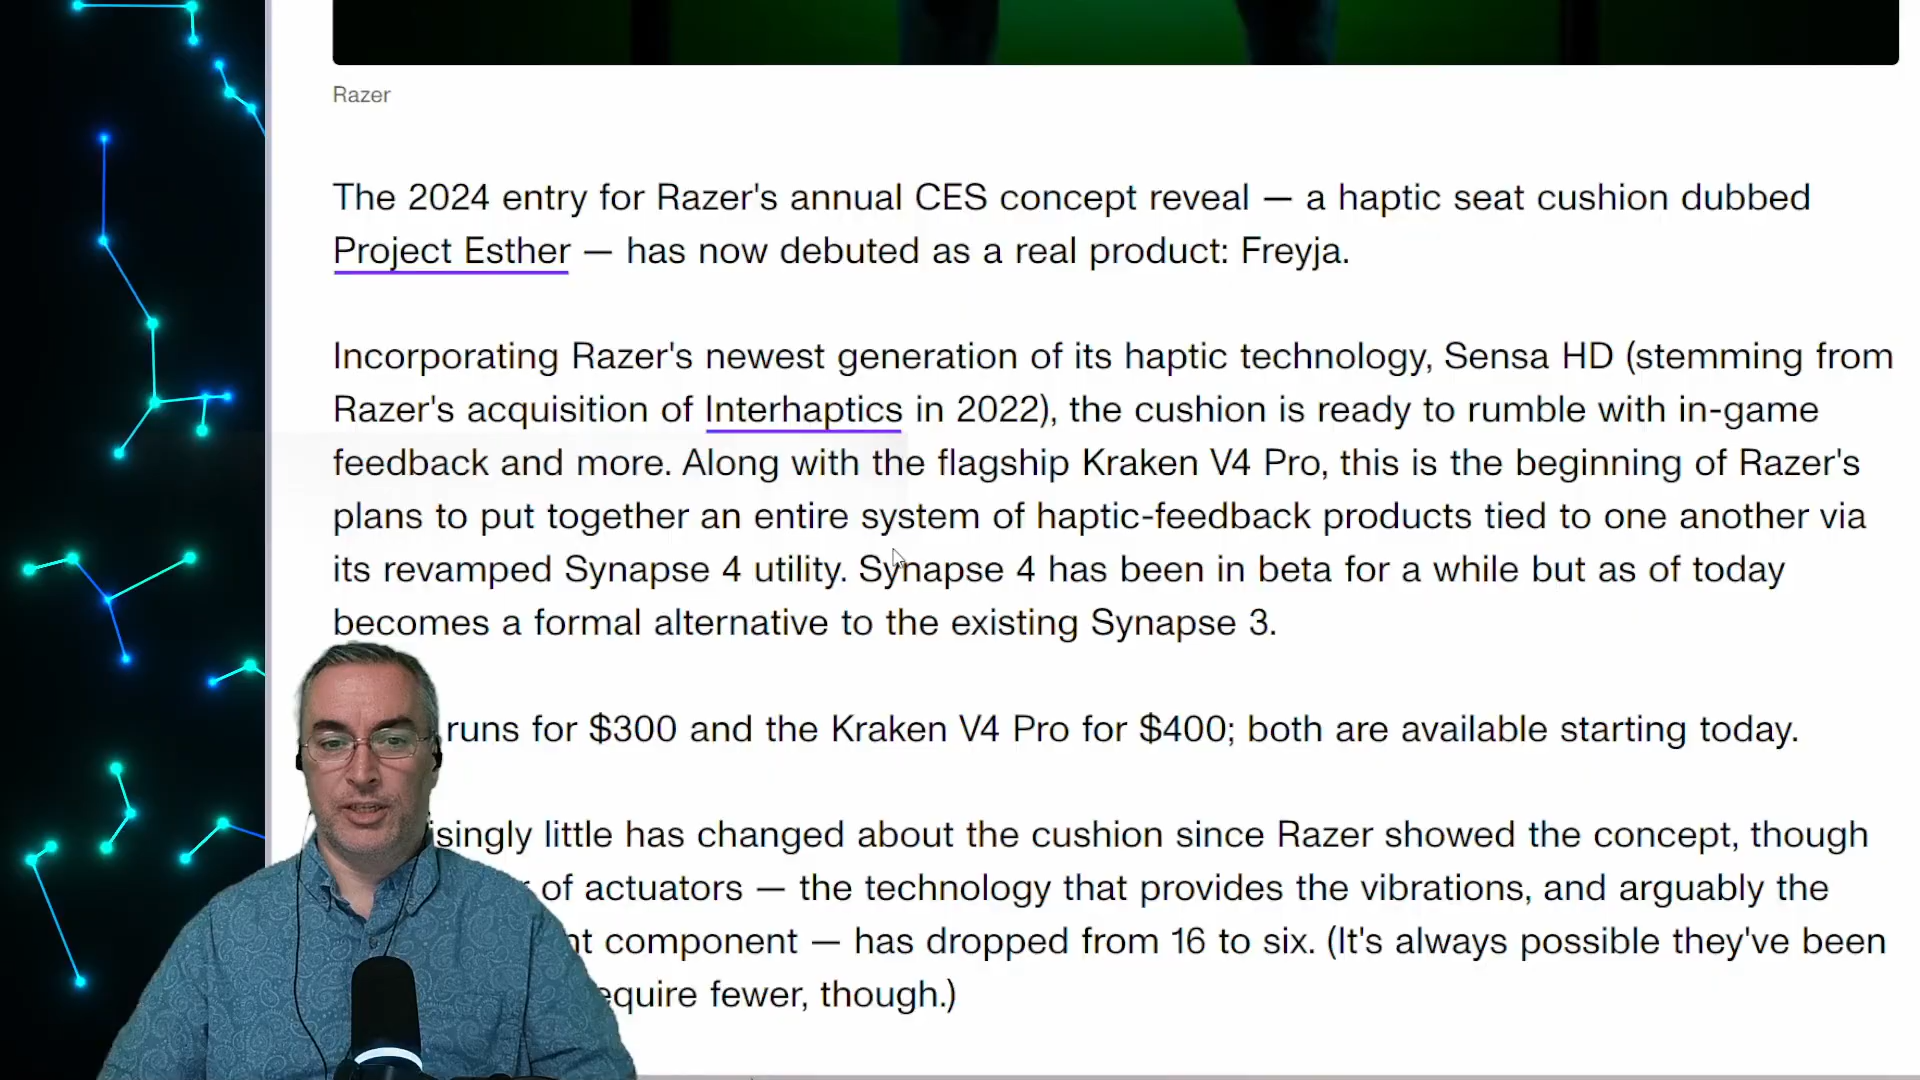 Razer
The 2024 entry for Razer's annual CES concept reveal — a haptic seat cushion dubbed
Project Esther — has now debuted as a real product: Freyja.
Incorporating Razer's newest generation of its haptic technology, Sensa HD (stemming from
Razer's acquisition of Interhaptics in 2022), the cushion is ready to rumble with in-game
feedback and more. Along with the flagship Kraken V4 Pro, this is the beginning of Razer's
plans to put together an entire system of haptic-feedback products tied to one another via
its revamped Synapse 4 utility. Synapse 4 has been in beta for a while but as of today
becomes a formal alternative to the existing Synapse 3.
runs for $300 and the Kraken V4 Pro for $400; both are available starting today.
little has changed about the cushion since Razer showed the concept, though
of actuators — the technology that provides the vibrations, and arguably the
component — has dropped from 16 to six. (It's always possible they've been
fewer, though.)